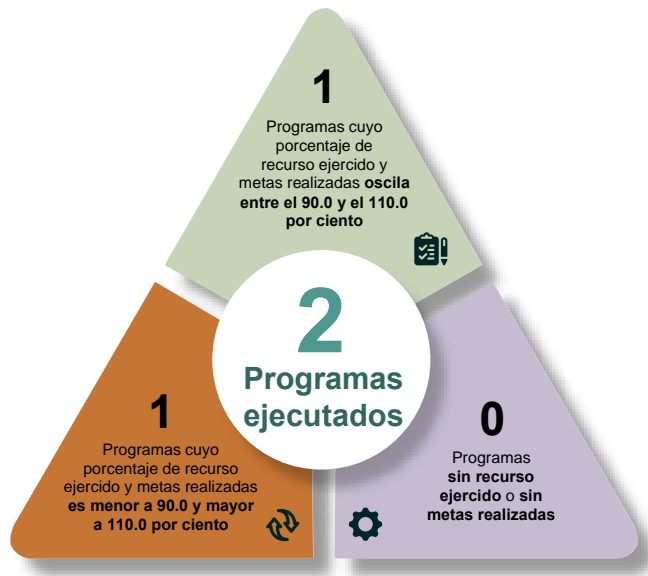 1
Programas cuyo
porcentaje de
recurso ejercido y
metas realizadas oscila
entre el 90.0 y el 110.0
por ciento
2
Programas
ejecutados
1
Programas cuyo
porcentaje de recurso
ejercido y metas realizadas
es menor a 90.0 y mayor
a 110.0 por ciento
0
Programas
sin recurso
ejercido o sin
metas realizadas